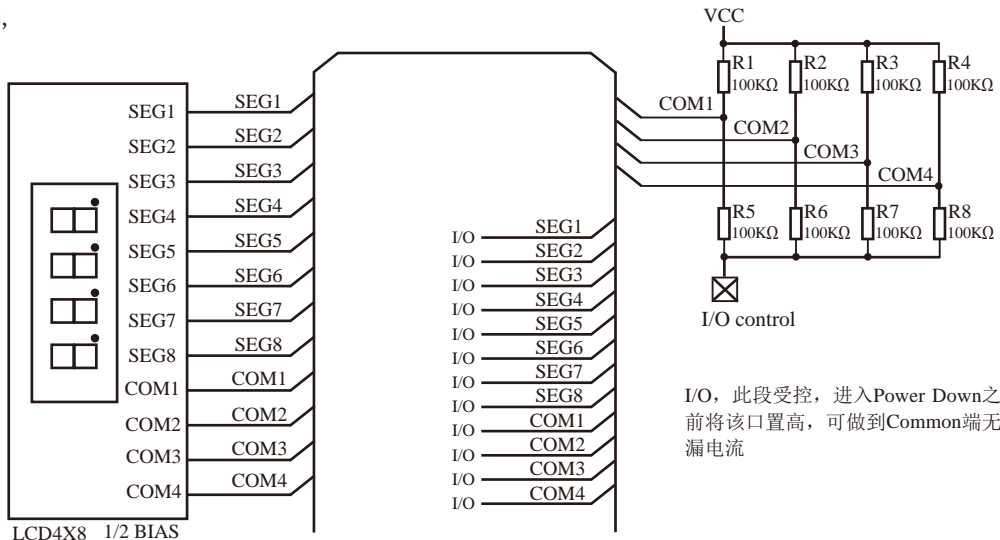 ,
VCC
R1
100KΩ
R2
100KΩ
R3
100KΩ
R4
100KΩ
COM1
COM2
COM3
COM4
R5
100KΩ
R6
100KΩ
R7
100KΩ
R8
100KΩ
I/O control
I/O，此段受控，进入Power Down之
前将该口置高，可做到Common端无
漏电流
SEG1
SEG2
SEG3
SEG4
SEG5
SEG6
SEG7
SEG8
COM1
COM2
COM3
COM4
SEG1
SEG2
SEG3
SEG4
SEG5
SEG6
SEG7
SEG8
COM1
COM2
COM3
COM4
I/O SEG1
I/O SEG2
I/O SEG3
I/O SEG4
I/O SEG5
I/O SEG6
I/O SEG7
I/O SEG8
I/O COM1
I/O COM2
I/O COM3
I/O COM4
LCD4X8 1/2 BIAS